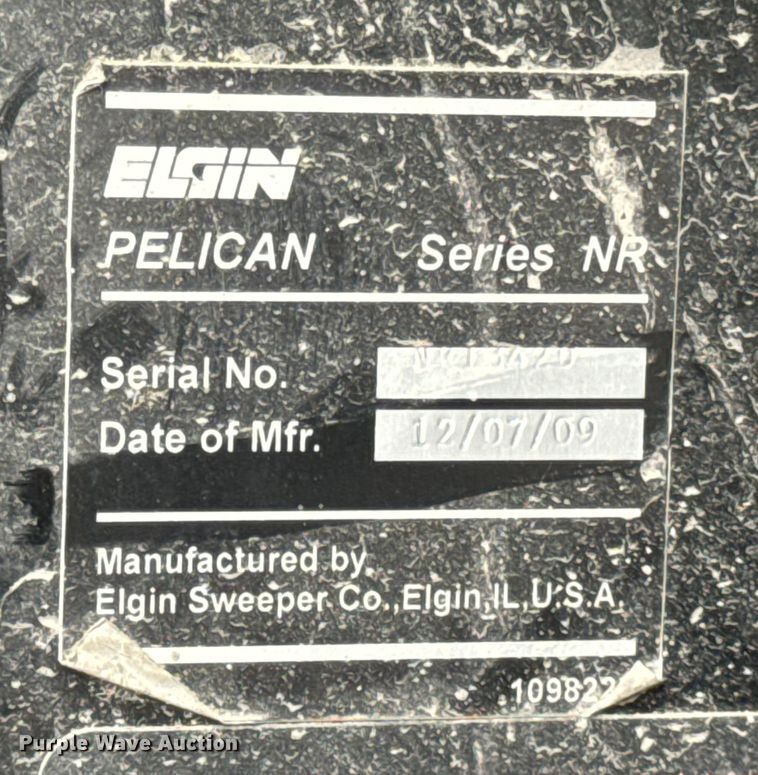 ELGIN
PELICAN Series NR
Serial No.
Date of Mfr. 12/07/09
Manufactured by
Elgin Sweeper Co.,Elgin,IL,U.S.A.
Purple Wave Auction